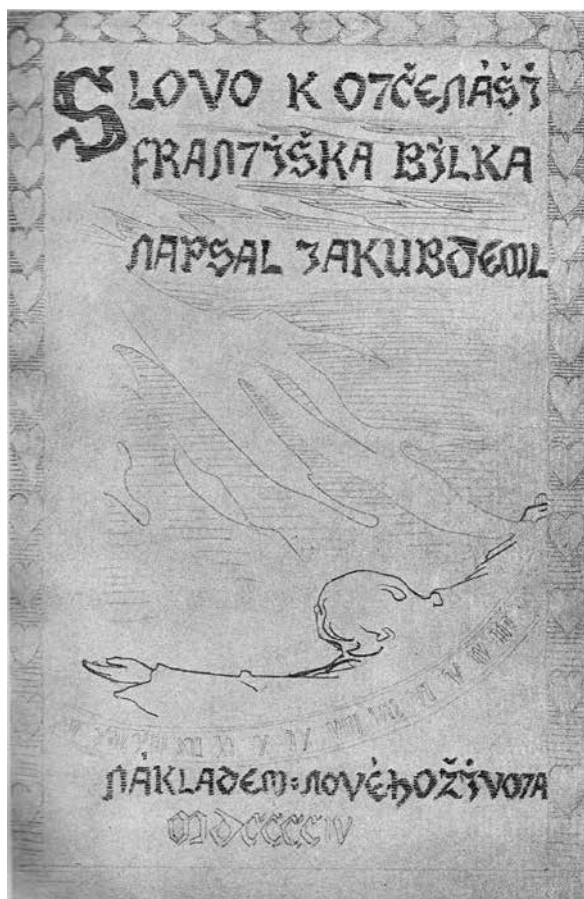 SLOVO K OTČENÁŠI
FRANTIŠKA BÍLKA
NAPSAL JAKUB DEML
NÁKLADEM: NOVÉHO ŽIVOTA
MDCCCCIV